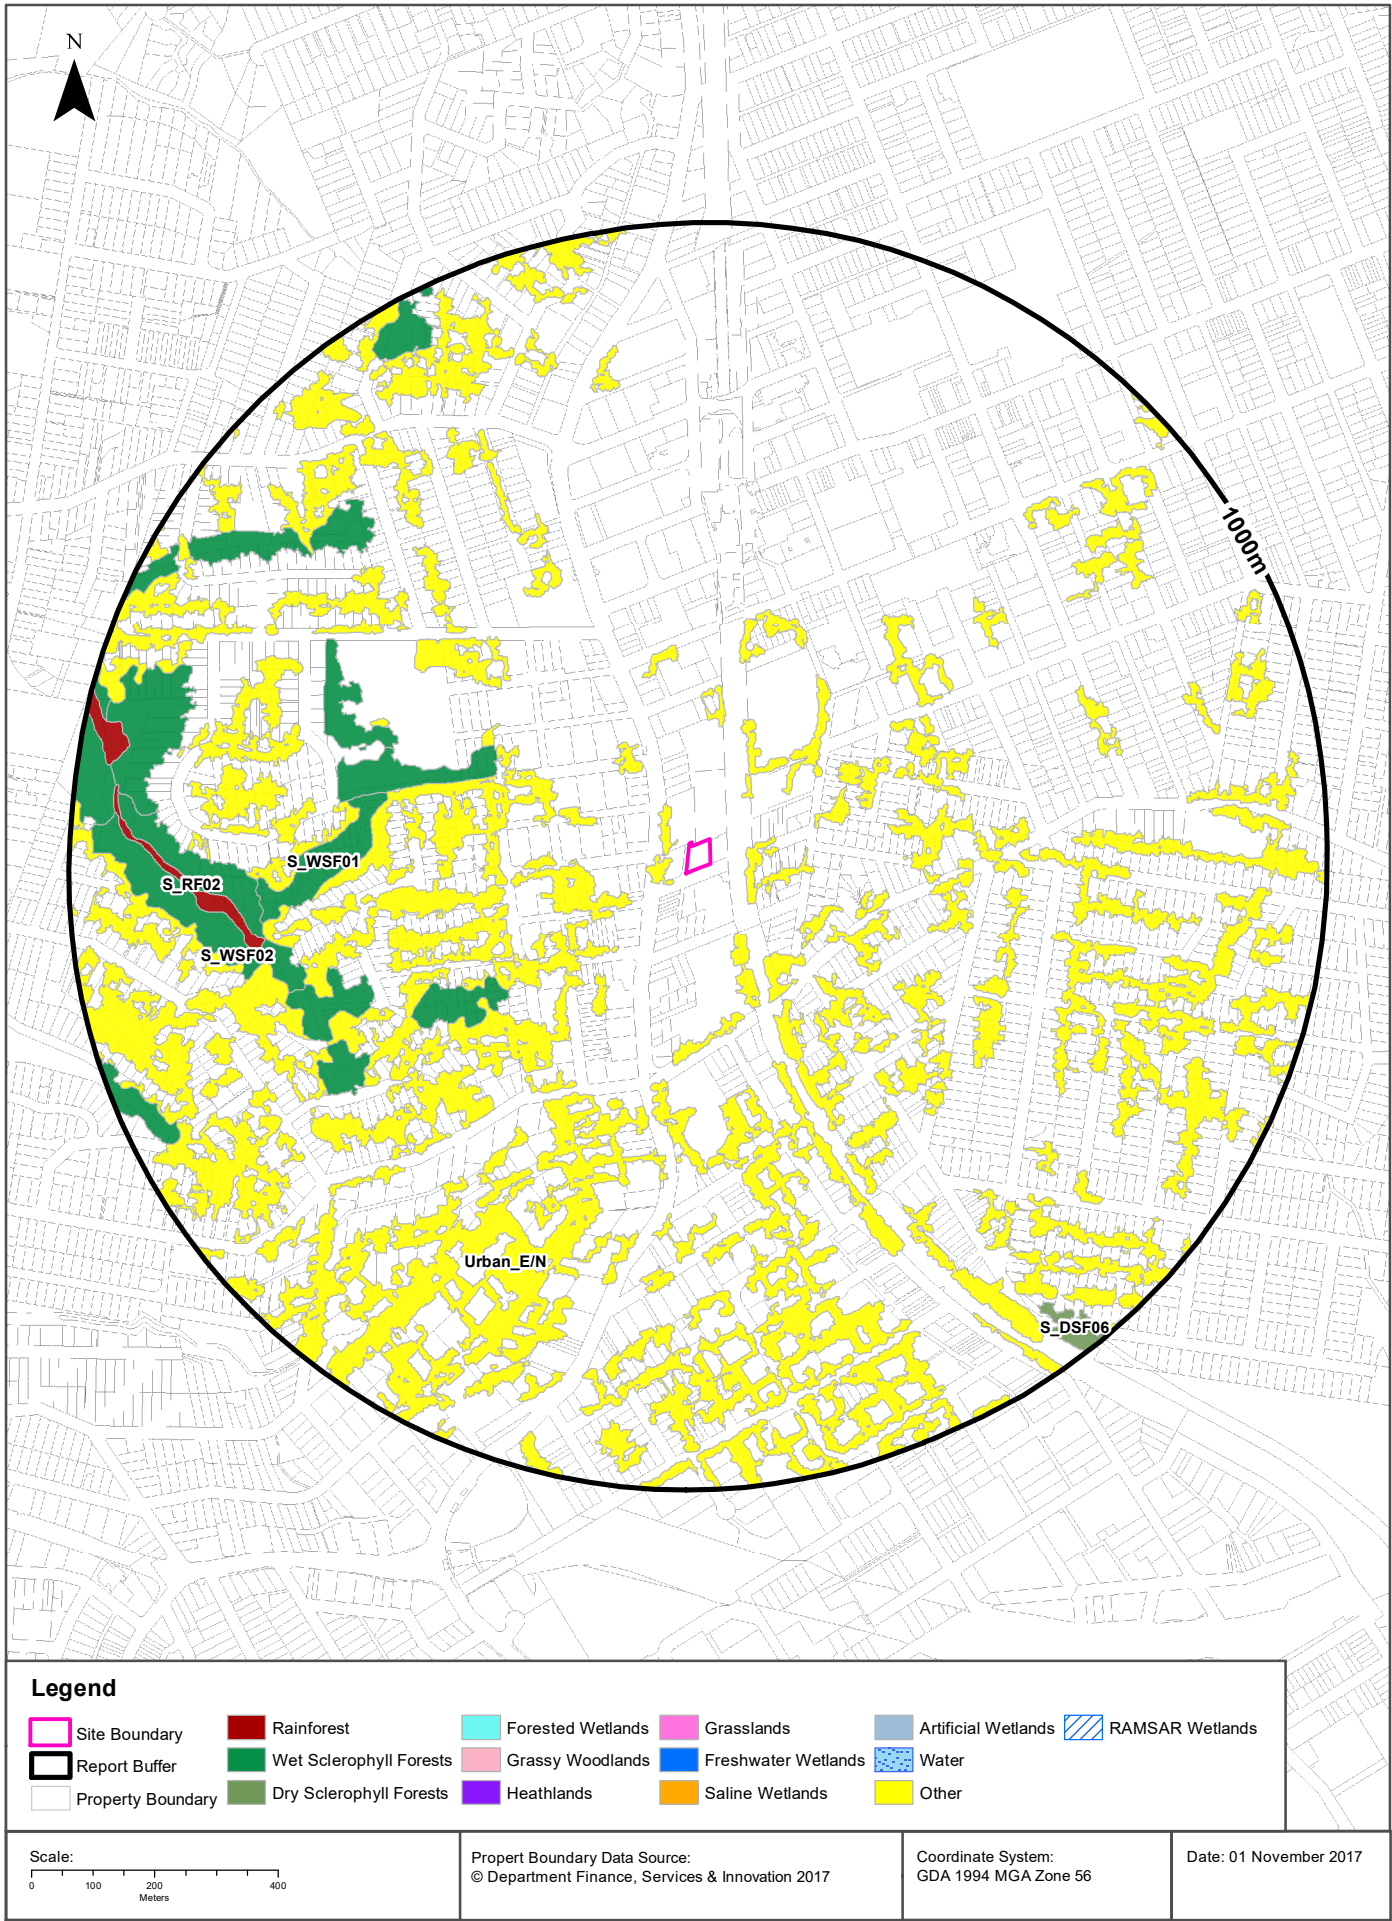 N
1000m
S_WSF01
S_RF02
S_WSF02
Urban_E/N
S_DSF06
Legend
Site Boundary
Report Buffer
Property Boundary
Rainforest
Wet Sclerophyll Forests
Dry Sclerophyll Forests
Forested Wetlands
Grassy Woodlands
Heathlands
Grasslands
Freshwater Wetlands
Saline Wetlands
Artificial Wetlands
Water
Other
RAMSAR Wetlands
Scale:
0 100 200 400
Meters
Propert Boundary Data Source:
© Department Finance, Services & Innovation 2017
Coordinate System:
GDA 1994 MGA Zone 56
Date: 01 November 2017